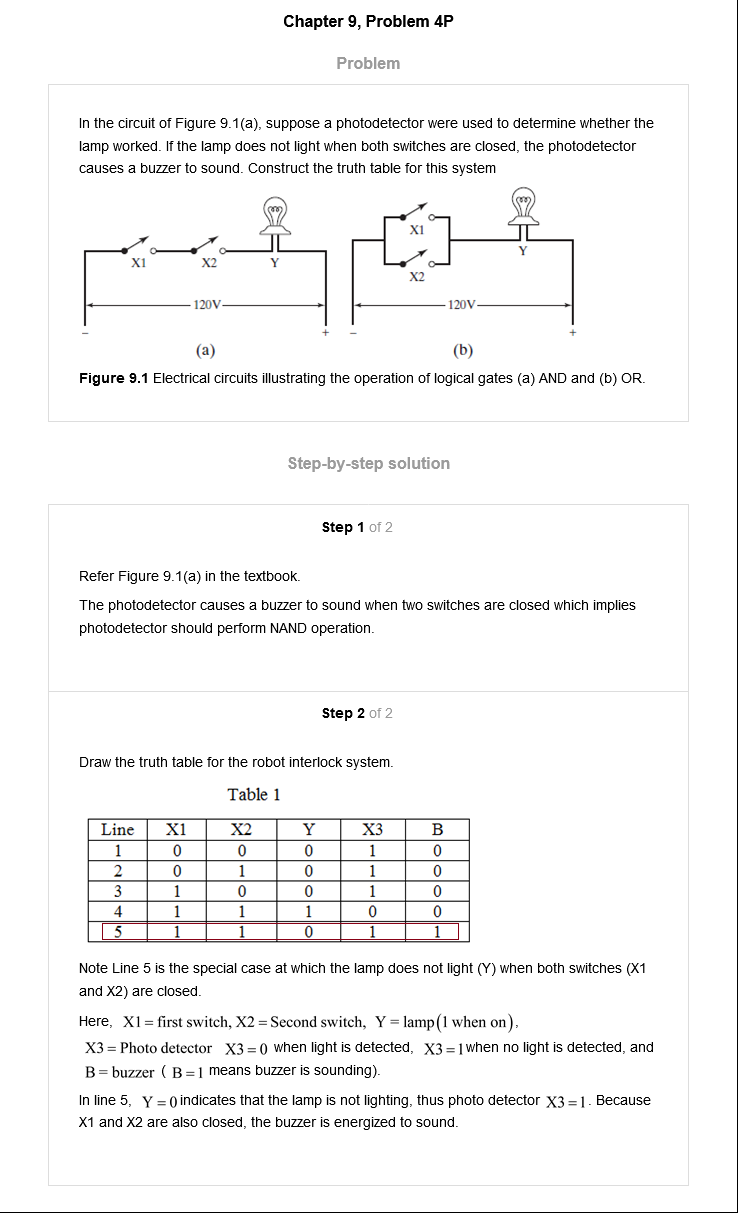 Chapter 9, Problem 4P
Problem
In the circuit of Figure 9.1(a), suppose a photodetector were used to determine whether the
lamp worked. If the lamp does not light when both switches are closed, the photodetector
causes a buzzer to sound. Construct the truth table for this system
X1
X2
Y
120V
−
+
(a)
X1
X2
Y
120V
−
+
(b)
Figure 9.1 Electrical circuits illustrating the operation of logical gates (a) AND and (b) OR.
Step-by-step solution
Step 1 of 2
Refer Figure 9.1(a) in the textbook.
The photodetector causes a buzzer to sound when two switches are closed which implies
photodetector should perform NAND operation.
Step 2 of 2
Draw the truth table for the robot interlock system.
Table 1
Line X1 X2 Y X3 B
1 0 0 0 1 0
2 0 1 0 1 0
3 1 0 0 1 0
4 1 1 1 0 0
5 1 1 0 1 1
Note Line 5 is the special case at which the lamp does not light (Y) when both switches (X1
and X2) are closed.
Here, X1 = first switch, X2 = Second switch, Y = lamp(1 when on),
X3 = Photo detector X3 = 0 when light is detected, X3 = 1 when no light is detected, and
B = buzzer ( B = 1 means buzzer is sounding).
In line 5, Y = 0 indicates that the lamp is not lighting, thus photo detector X3 = 1. Because
X1 and X2 are also closed, the buzzer is energized to sound.